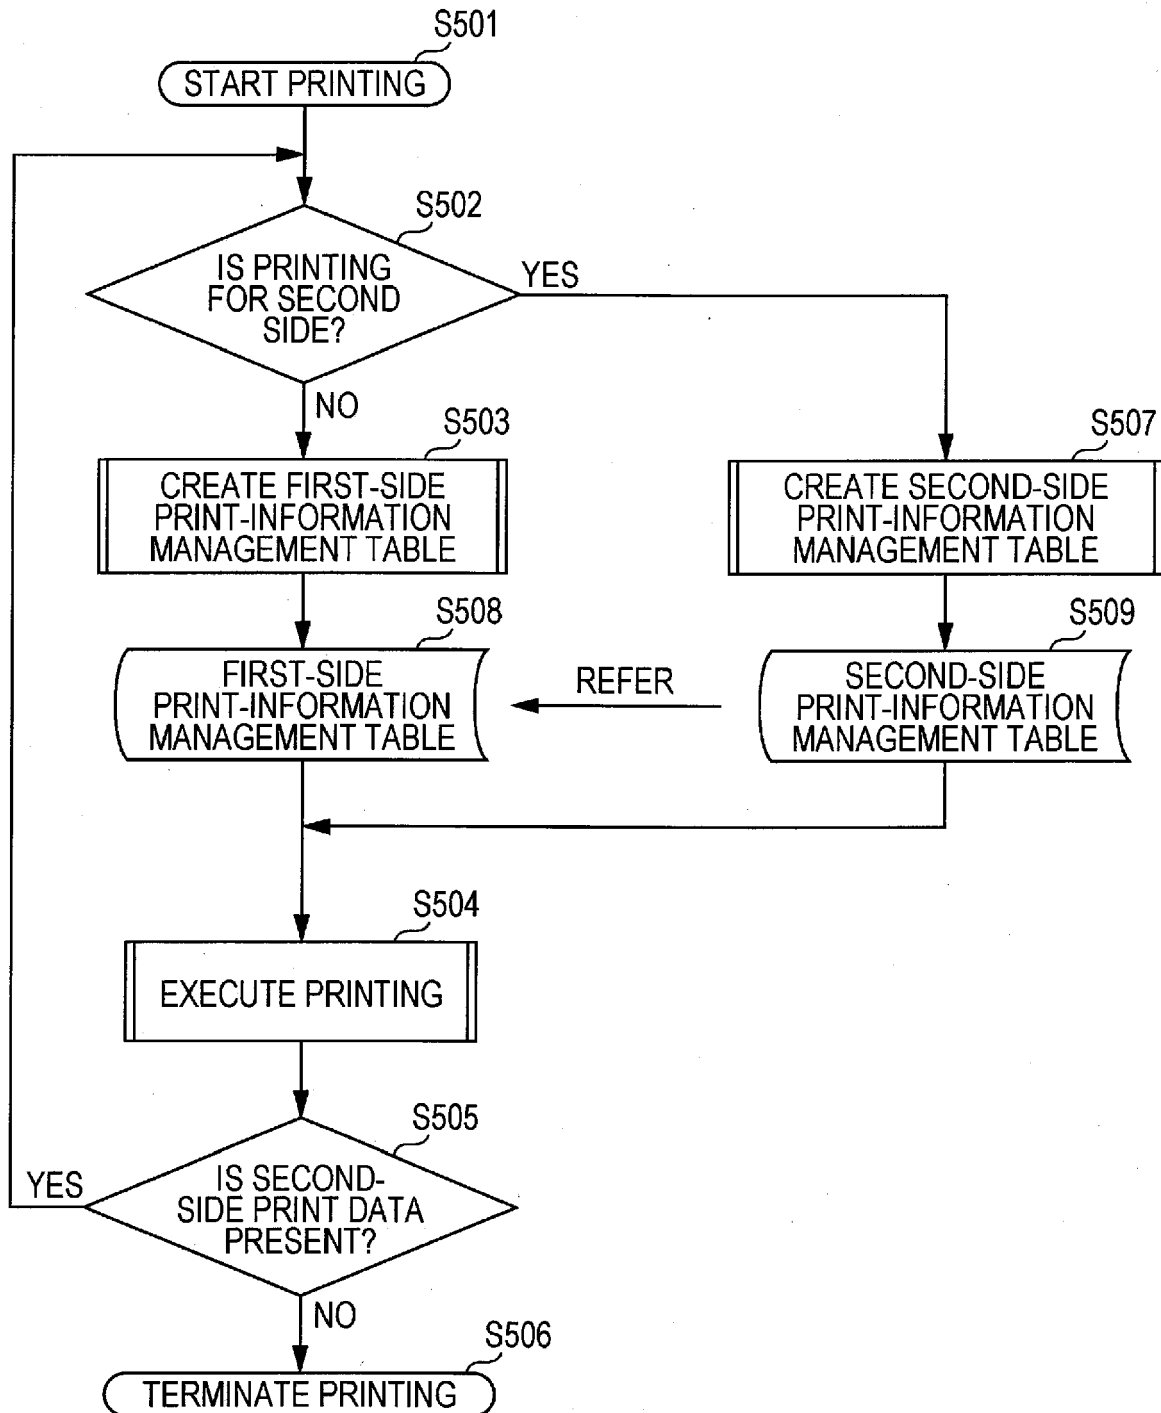 S501
START PRINTING
S502
IS PRINTING
FOR SECOND
SIDE?
YES
NO
S503
CREATE FIRST-SIDE
PRINT-INFORMATION
MANAGEMENT TABLE
S507
CREATE SECOND-SIDE
PRINT-INFORMATION
MANAGEMENT TABLE
S508
FIRST-SIDE
PRINT-INFORMATION
MANAGEMENT TABLE
REFER
S509
SECOND-SIDE
PRINT-INFORMATION
MANAGEMENT TABLE
S504
EXECUTE PRINTING
S505
IS SECOND-
SIDE PRINT DATA
PRESENT?
YES
NO
S506
TERMINATE PRINTING